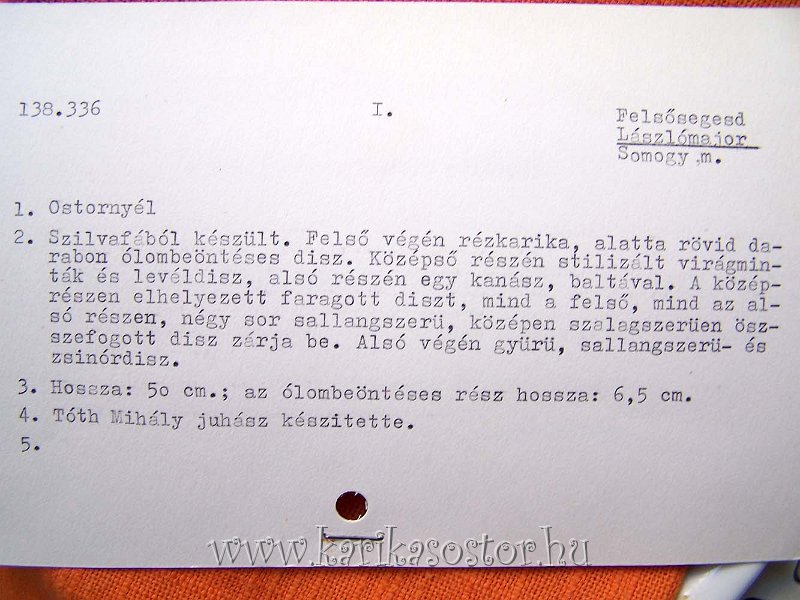 138.336 I. Felsősegesd
Lászlómajor
Somogy m.
1. Ostornyél
2. Szilvafából készült. Felső végén rézkarika, alatta rövid da-
rabon ólombeöntéses disz. Középső részén stilizált virágmin-
ták és levéldisz, alsó részén egy kanász, baltával. A közép-
részen elhelyezett faragott diszt, mind a felső, mind az al-
só részen, négy sor sallangszerü, középen szalagszerüen ösz-
szefogott disz zárja be. Alsó végén gyürü, sallangszerü- és
zsinórdisz.
3. Hossza: 50 cm.; az ólombeöntéses rész hossza: 6,5 cm.
4. Tóth Mihály juhász készitette.
5.
www.karikasostor.hu